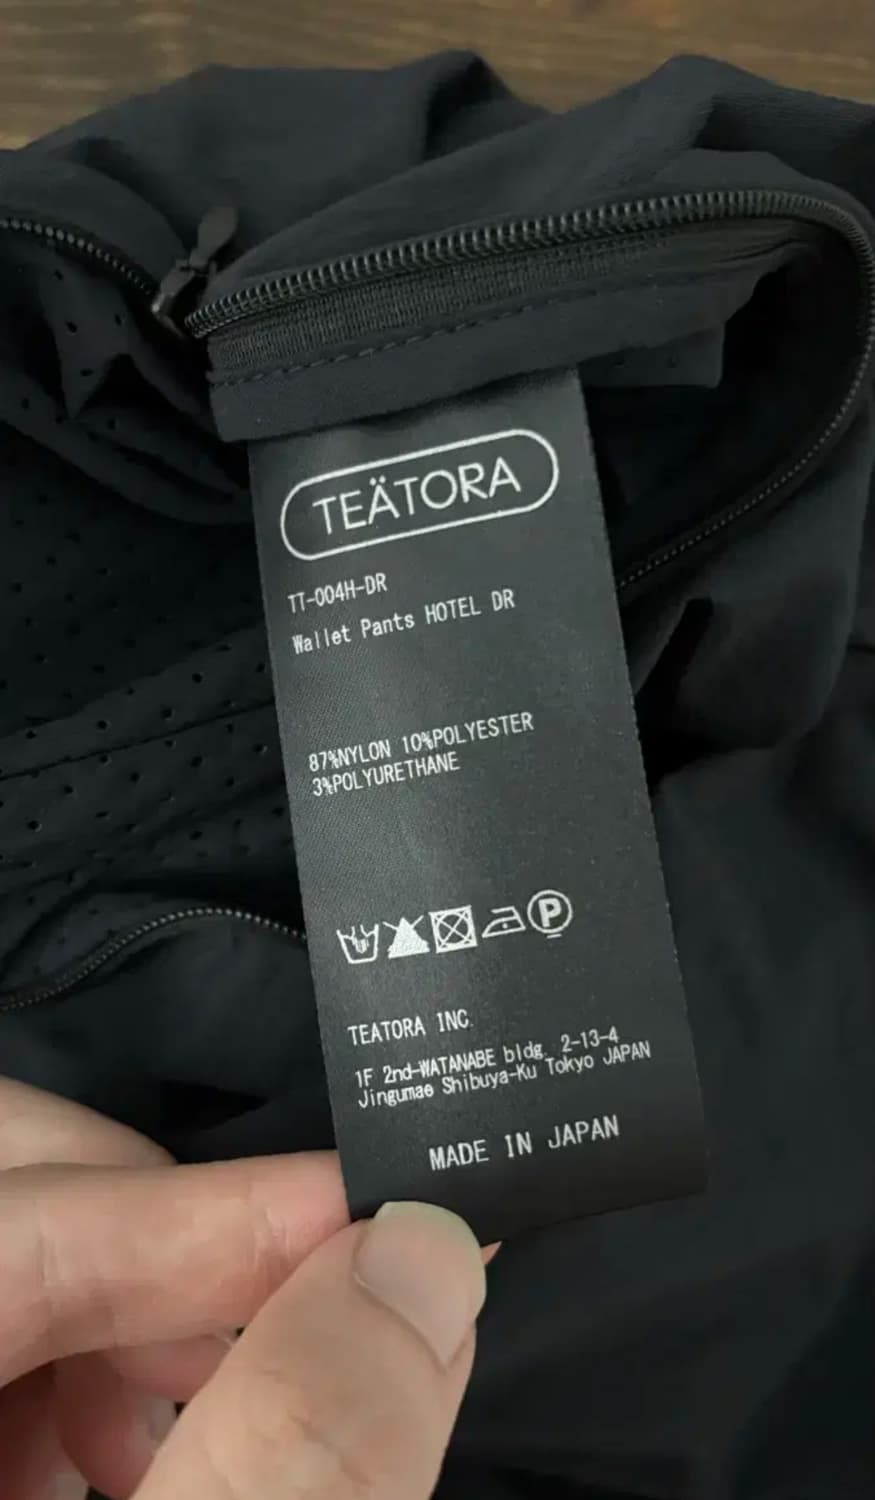 TEÄTORA
TT-004H-DR
Wallet Pants HOTEL DR
87%NYLON 10%POLYESTER
3%POLYURETHANE
P
TEATORA INC.
1F 2nd-WATANABE bldg. 2-13-4
Jingumae Shibuya-Ku Tokyo JAPAN
MADE IN JAPAN